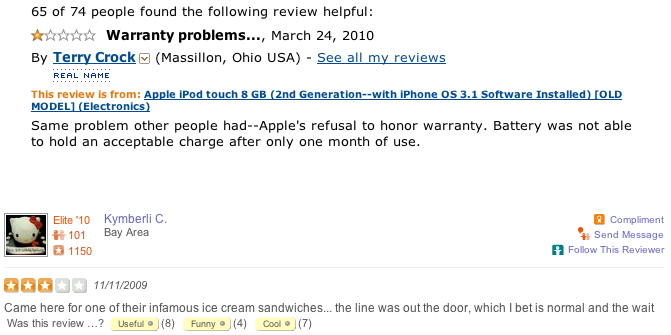 65 of 74 people found the following review helpful:
Warranty problems..., March 24, 2010
By Terry Crock (Massillon, Ohio USA) - See all my reviews
REAL NAME
This review is from: Apple iPod touch 8 GB (2nd Generation--with iPhone OS 3.1 Software Installed) [OLD
MODEL] (Electronics)
Same problem other people had--Apple's refusal to honor warranty. Battery was not able
to hold an acceptable charge after only one month of use.
Elite '10
101
1150
Kymberli C.
Bay Area
Compliment
Send Message
Follow This Reviewer
11/11/2009
Came here for one of their infamous ice cream sandwiches... the line was out the door, which I bet is normal and the wait
Was this review ...? Useful (8) Funny (4) Cool (7)